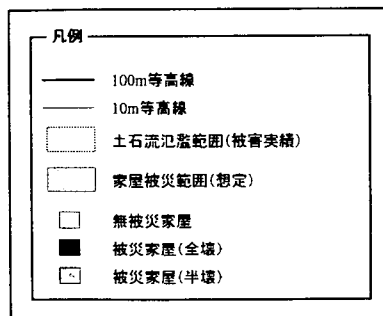 凡例
100m等高線
10m等高線
土石流氾濫範囲(被害実績)
家屋被災範囲(想定)
無被災家屋
被災家屋(全壊)
被災家屋(半壊)